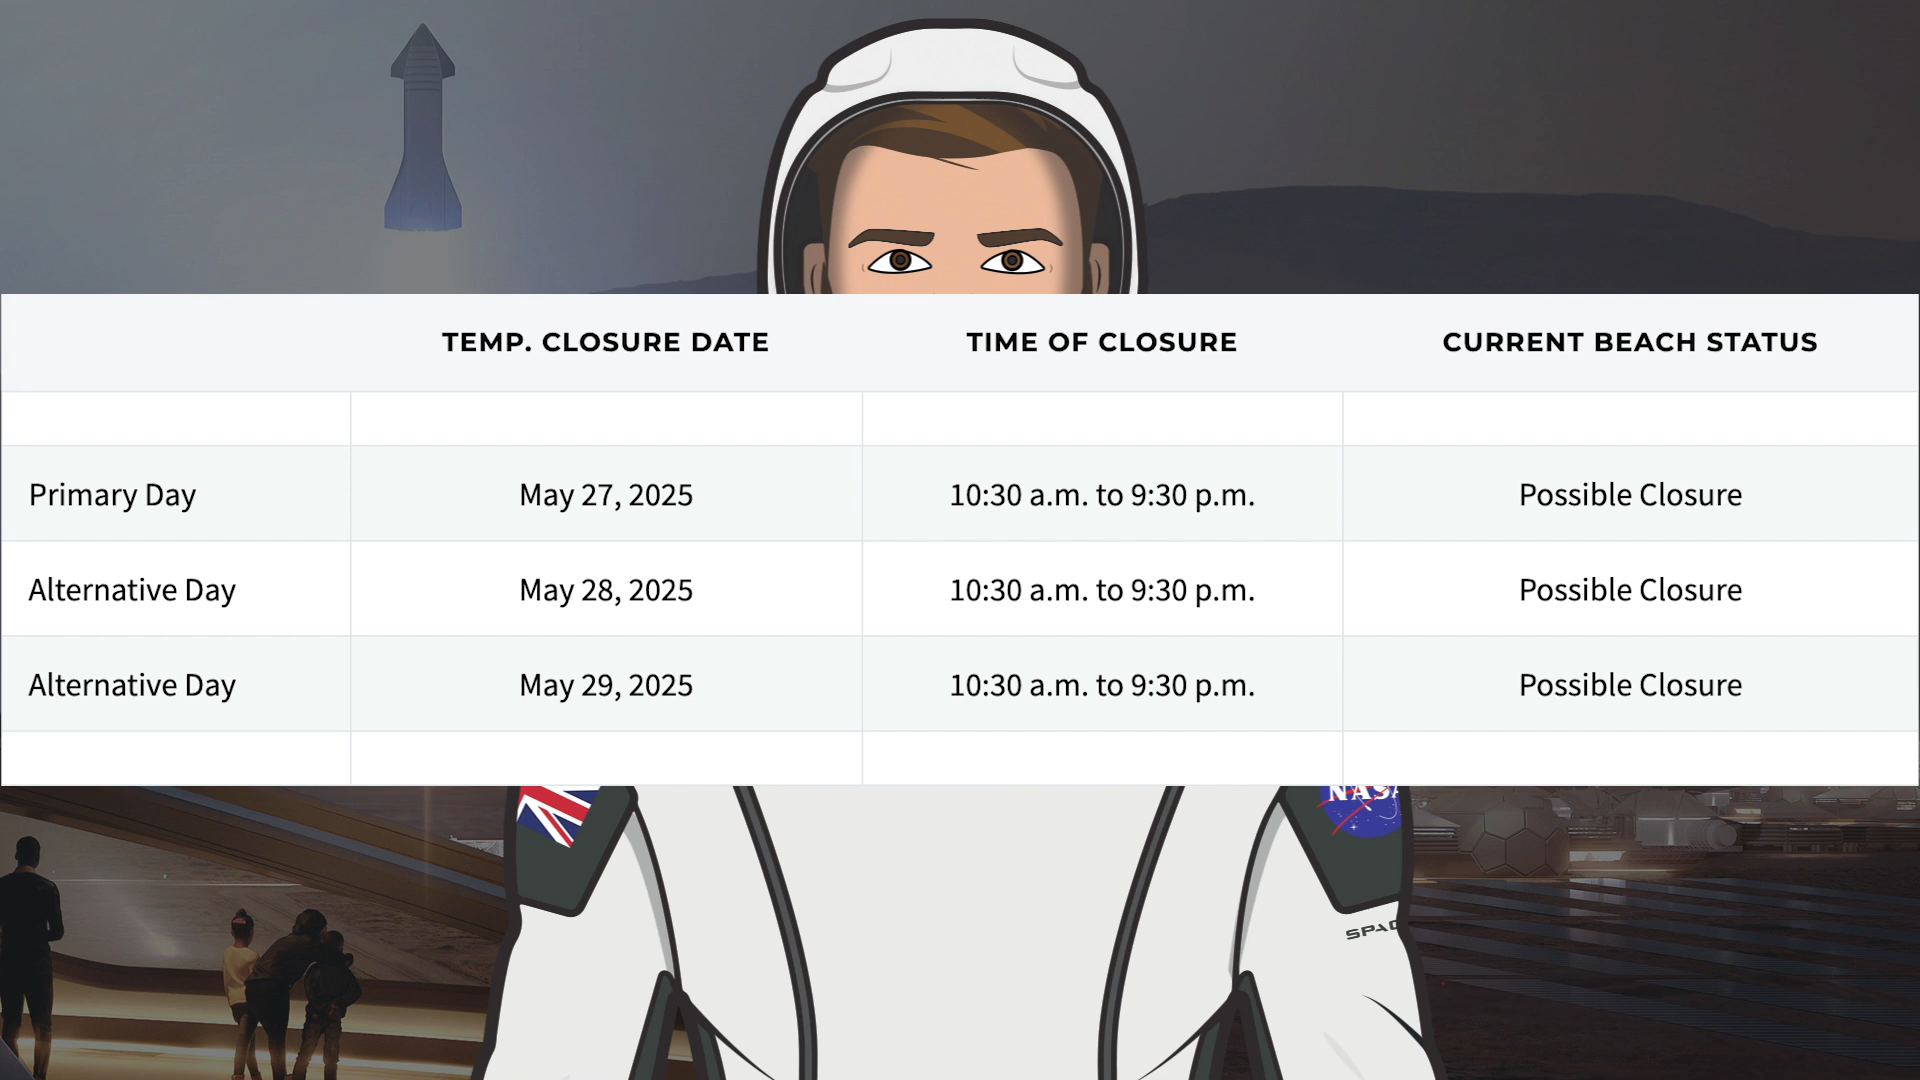 TEMP. CLOSURE DATE TIME OF CLOSURE CURRENT BEACH STATUS
Primary Day May 27, 2025 10:30 a.m. to 9:30 p.m. Possible Closure
Alternative Day May 28, 2025 10:30 a.m. to 9:30 p.m. Possible Closure
Alternative Day May 29, 2025 10:30 a.m. to 9:30 p.m. Possible Closure
NASA
SPAC